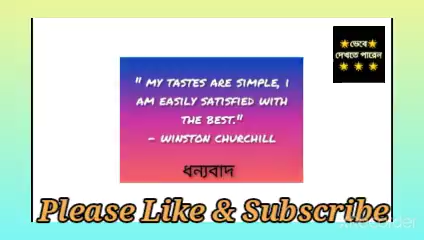 ⭐ভেবে⭐
দেখতে পারেন
⭐ ⭐ ⭐
" MY TASTES ARE SIMPLE, I
AM EASILY SATISFIED WITH
THE BEST."
- WINSTON CHURCHILL
ধন্যবাদ
Please Like & Subscribe